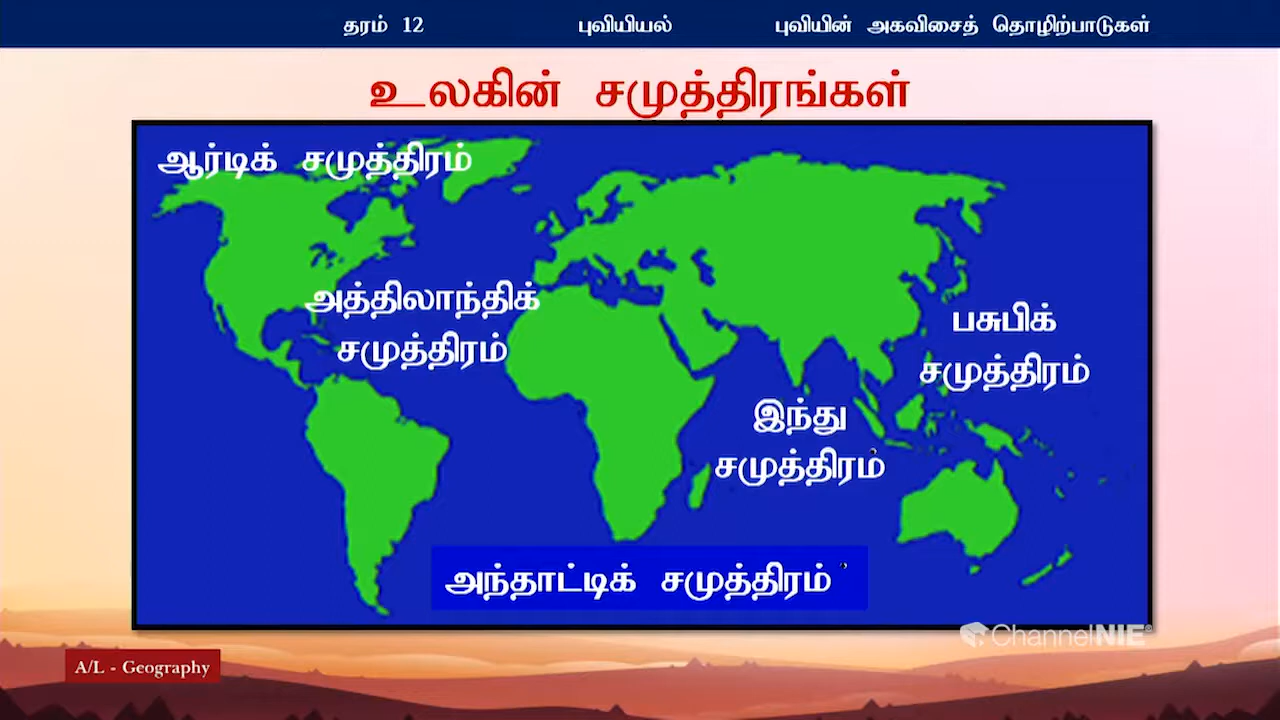 தரம் 12 புவியியல் புவியின் அகவிசைத் தொழிற்பாடுகள்
உலகின் சமுத்திரங்கள்
ஆர்டிக் சமுத்திரம்
அத்திலாந்திக்
சமுத்திரம்
பசுபிக்
சமுத்திரம்
இந்து
சமுத்திரம்
அந்தாட்டிக் சமுத்திரம்
ChannelNIE
A/L - Geography